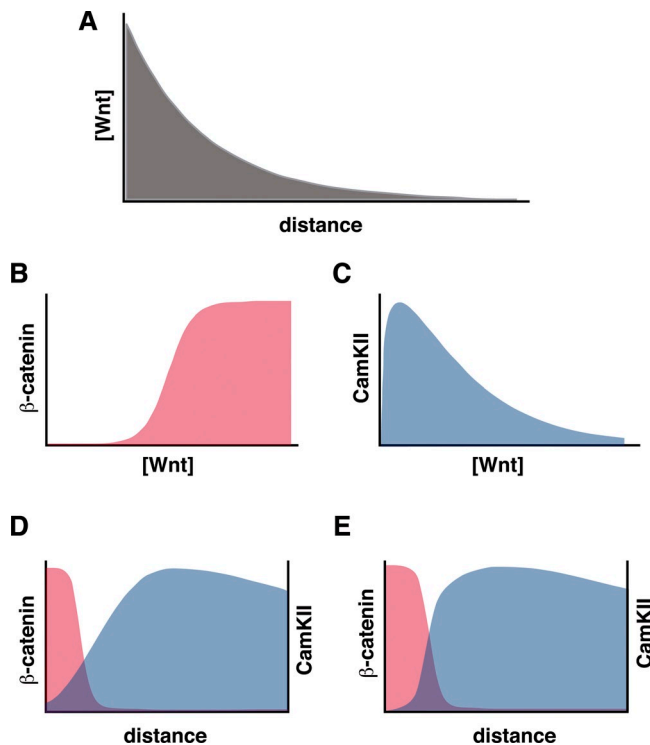 A
[Wnt]
distance
B
β-catenin
[Wnt]
C
CamKII
[Wnt]
D
β-catenin
CamKII
distance
E
β-catenin
CamKII
distance